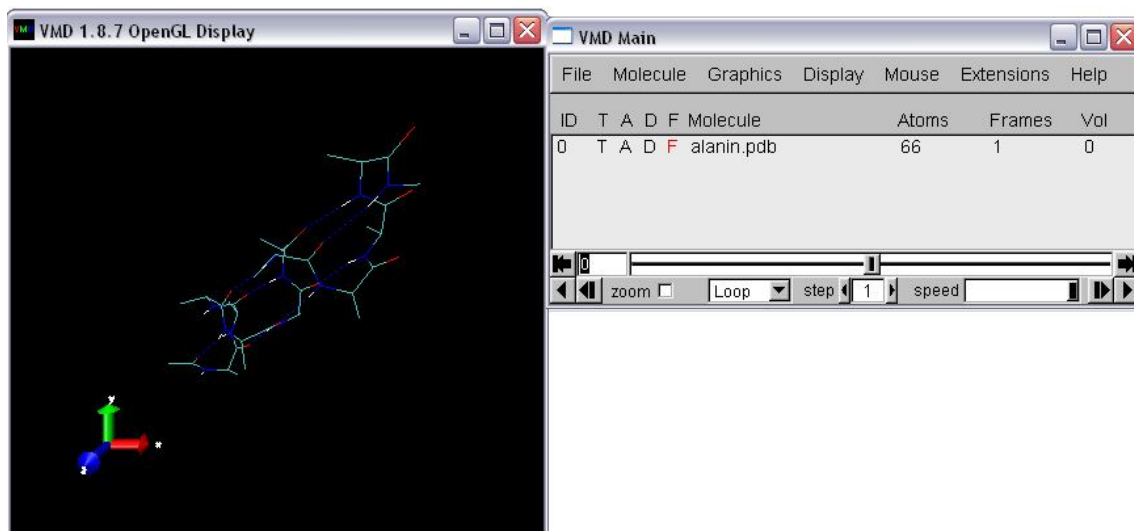 VMD 1.8.7 OpenGL Display
y
x
z
VMD Main
File Molecule Graphics Display Mouse Extensions Help
ID T A D F Molecule Atoms Frames Vol
0 T A D F alanin.pdb 66 1 0
0
zoom Loop step 1 speed